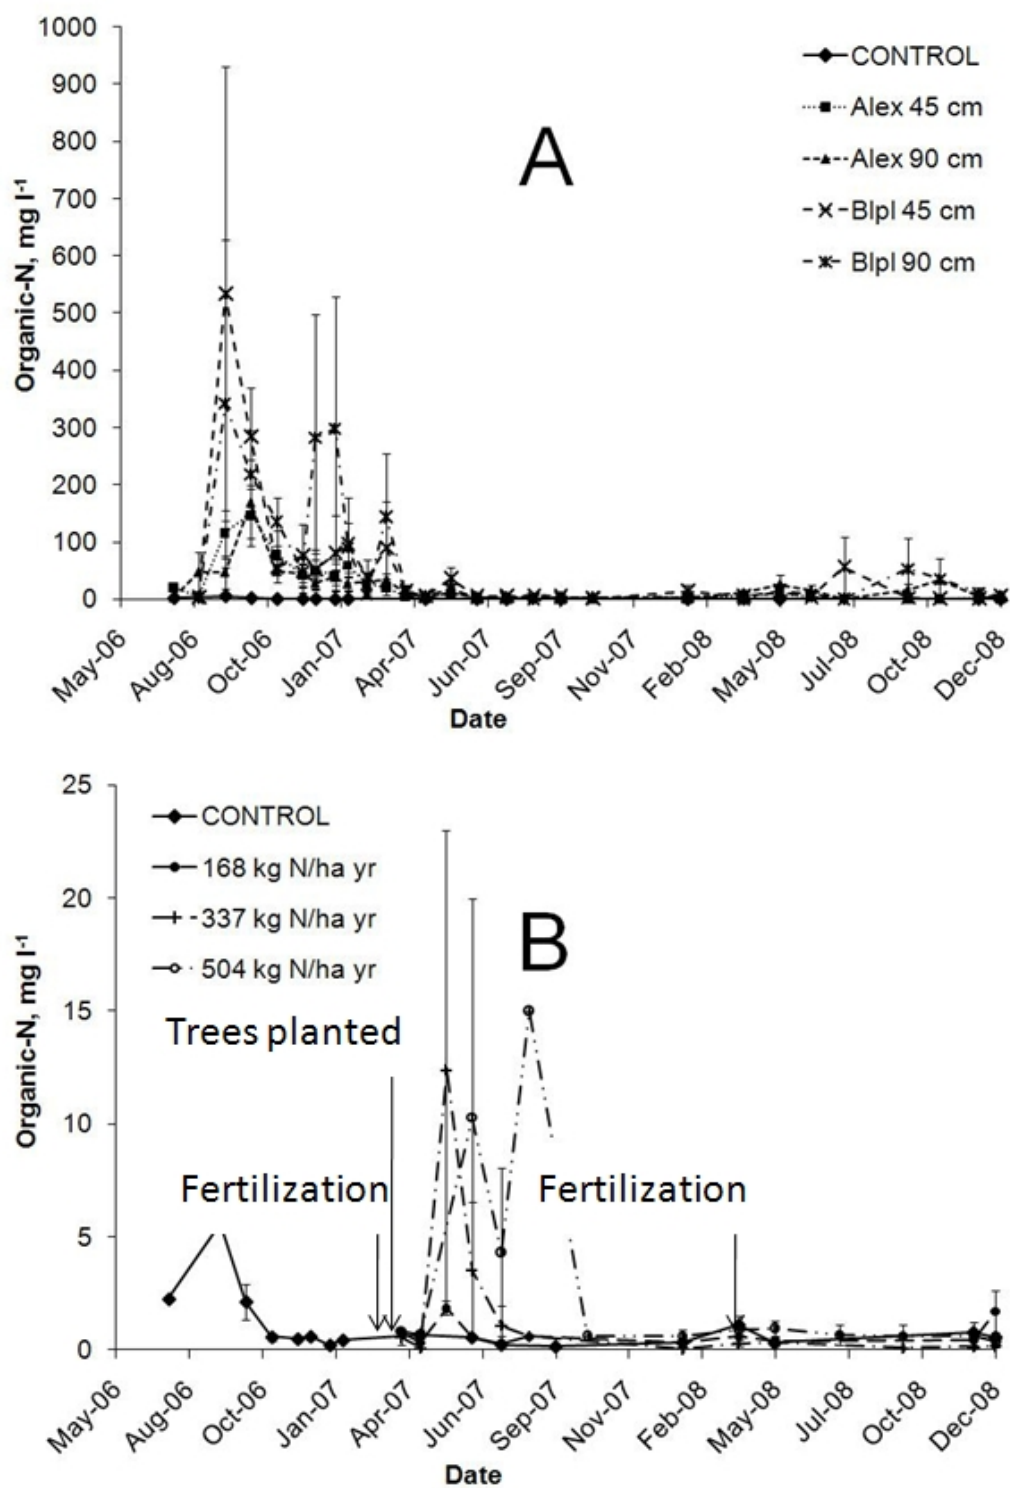 1000
900
800
700
600
500
400
300
200
100
0
Organic-N, mg l-1
A
CONTROL
Alex 45 cm
Alex 90 cm
Blpl 45 cm
Blpl 90 cm
May-06 Aug-06 Oct-06 Jan-07 Apr-07 Jun-07 Sep-07 Nov-07 Feb-08 May-08 Jul-08 Oct-08 Dec-08
Date
25
20
15
10
5
0
Organic-N, mg l-1
B
CONTROL
168 kg N/ha yr
337 kg N/ha yr
504 kg N/ha yr
Trees planted
Fertilization
Fertilization
May-06 Aug-06 Oct-06 Jan-07 Apr-07 Jun-07 Sep-07 Nov-07 Feb-08 May-08 Jul-08 Oct-08 Dec-08
Date